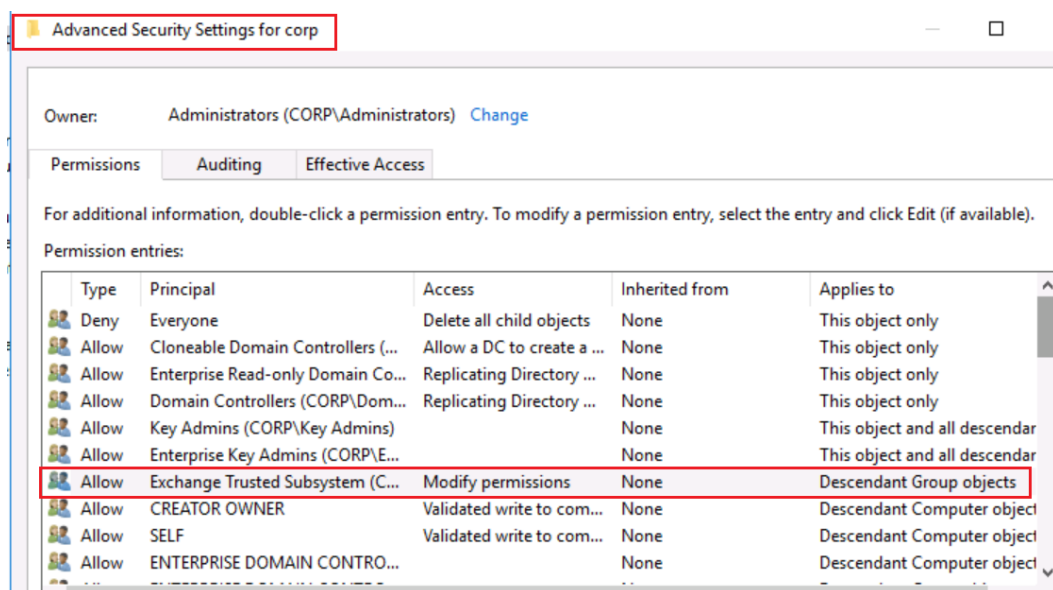 Advanced Security Settings for corp
Owner: Administrators (CORP\Administrators) Change
Permissions Auditing Effective Access
For additional information, double-click a permission entry. To modify a permission entry, select the entry and click Edit (if available).
Permission entries:
Type Principal Access Inherited from Applies to
Deny Everyone Delete all child objects None This object only
Allow Cloneable Domain Controllers (... Allow a DC to create a ... None This object only
Allow Enterprise Read-only Domain Co... Replicating Directory ... None This object only
Allow Domain Controllers (CORP\Dom... Replicating Directory ... None This object only
Allow Key Admins (CORP\Key Admins) None This object and all descendar
Allow Enterprise Key Admins (CORP\E... None This object and all descendar
Allow Exchange Trusted Subsystem (C... Modify permissions None Descendant Group objects
Allow CREATOR OWNER Validated write to com... None Descendant Computer object
Allow SELF Validated write to com... None Descendant Computer object
Allow ENTERPRISE DOMAIN CONTRO... None Descendant Computer object